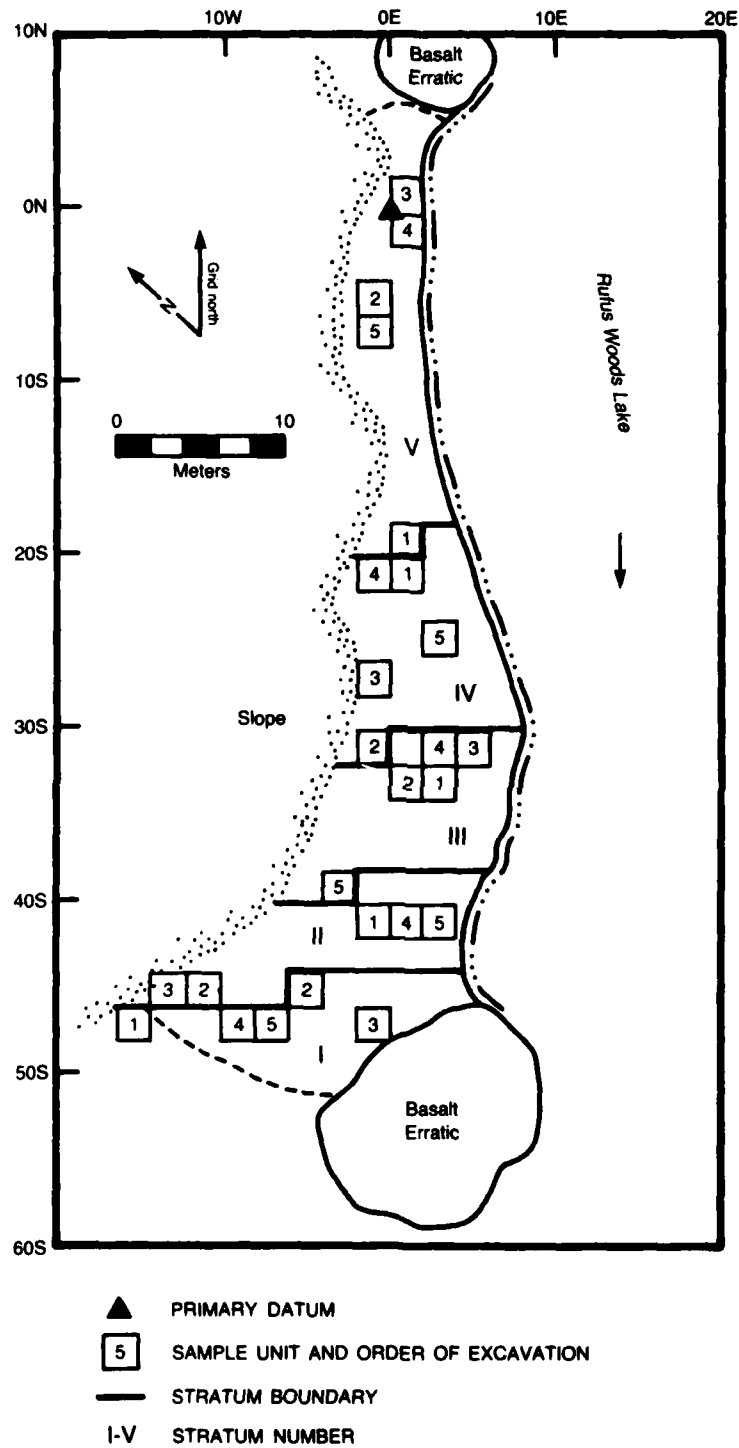 10W 0E 10E 20E
10N
Basalt
Erratic
3
0N
4
Grid north
N
2
5
Rufus Woods Lake
10S
0 10
Meters
V
1
20S
4 1
5
3
IV
Slope
30S
2 4 3
2 1
III
5
40S
1 4 5
II
3 2 2
1 4 5 3
I
50S
Basalt
Erratic
60S
PRIMARY DATUM
5 SAMPLE UNIT AND ORDER OF EXCAVATION
STRATUM BOUNDARY
I-V STRATUM NUMBER